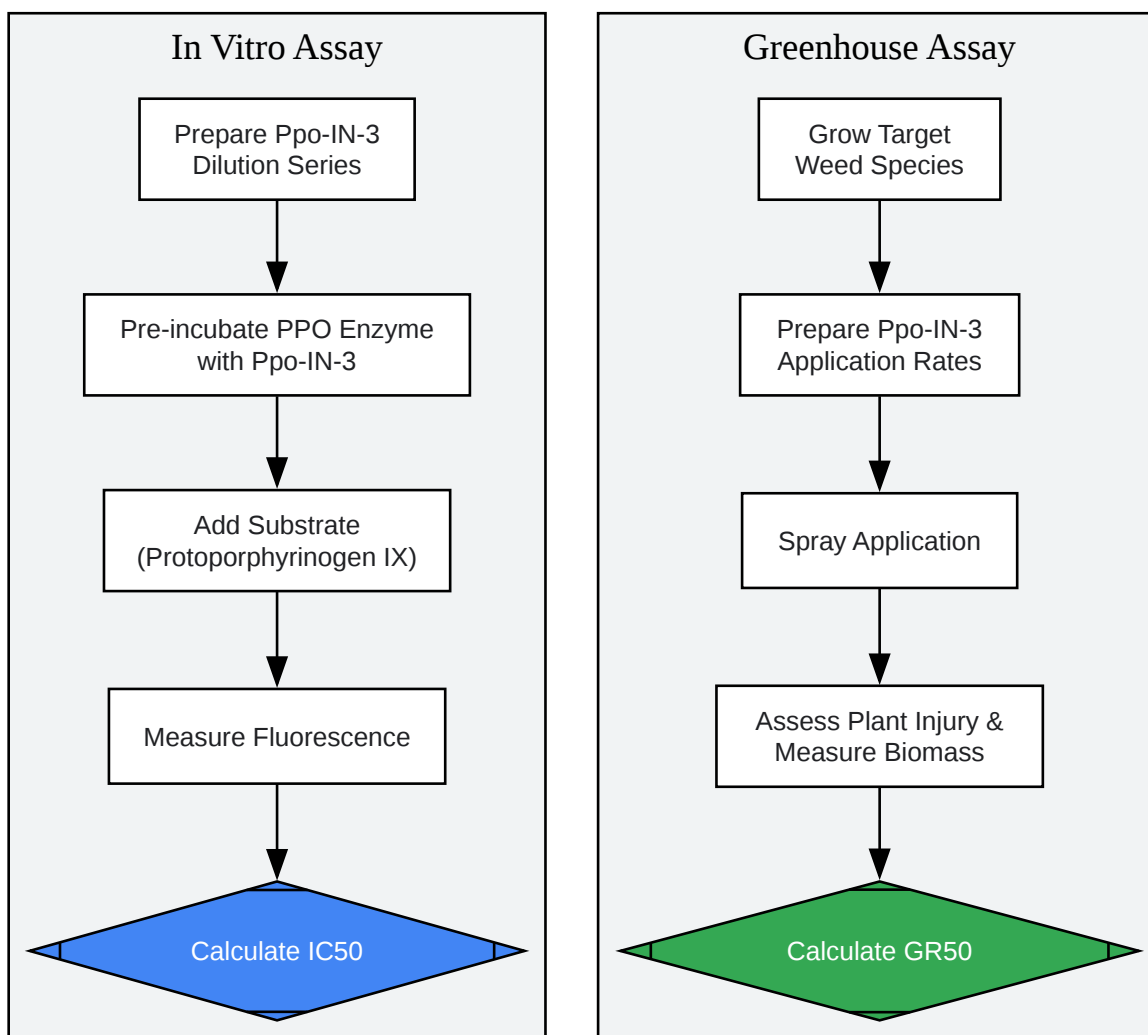 In Vitro Assay
Prepare Ppo-IN-3
Dilution Series
Pre-incubate PPO Enzyme
with Ppo-IN-3
Add Substrate
(Protoporphyrinogen IX)
Measure Fluorescence
Calculate IC50
Greenhouse Assay
Grow Target
Weed Species
Prepare Ppo-IN-3
Application Rates
Spray Application
Assess Plant Injury &
Measure Biomass
Calculate GR50